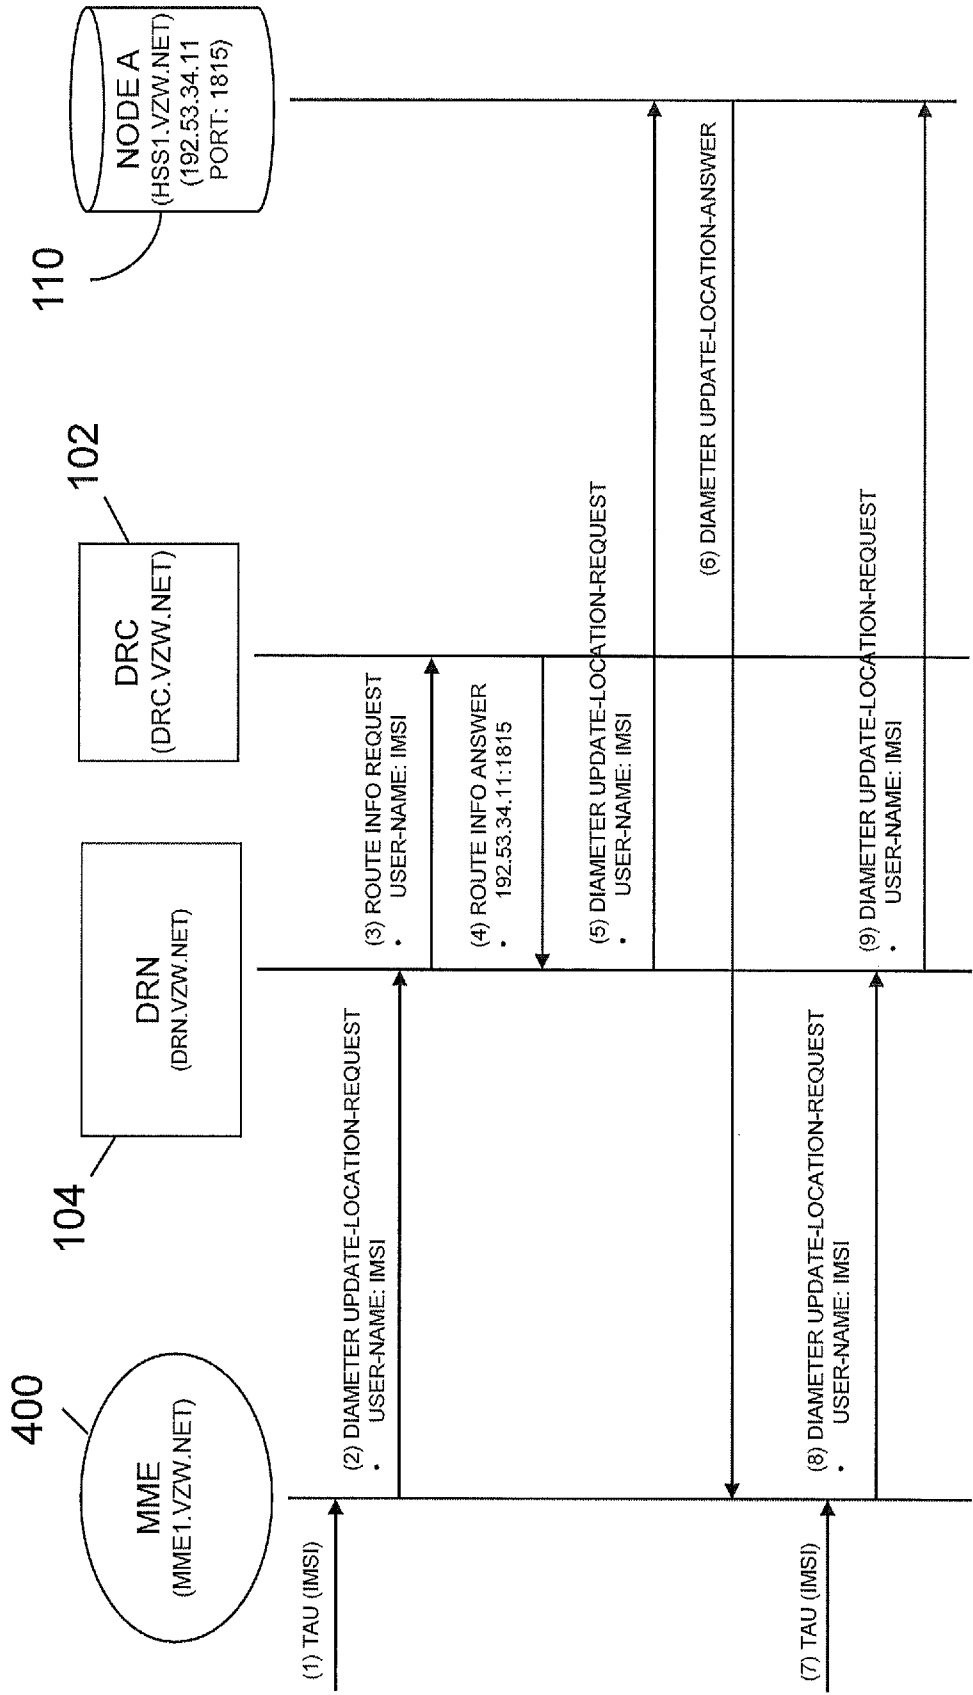 400
MME
(MME1.VZW.NET)
104
DRN
(DRN.VZW.NET)
102
DRC
(DRC.VZW.NET)
110
NODE A
(HSS1.VZW.NET)
(192.53.34.11
PORT: 1815)
(1) TAU (IMSI)
(2) DIAMETER UPDATE-LOCATION-REQUEST
• USER-NAME: IMSI
(3) ROUTE INFO REQUEST
• USER-NAME: IMSI
(4) ROUTE INFO ANSWER
• 192.53.34.11:1815
(5) DIAMETER UPDATE-LOCATION-REQUEST
• USER-NAME: IMSI
(6) DIAMETER UPDATE-LOCATION-ANSWER
(7) TAU (IMSI)
(8) DIAMETER UPDATE-LOCATION-REQUEST
• USER-NAME: IMSI
(9) DIAMETER UPDATE-LOCATION-REQUEST
• USER-NAME: IMSI